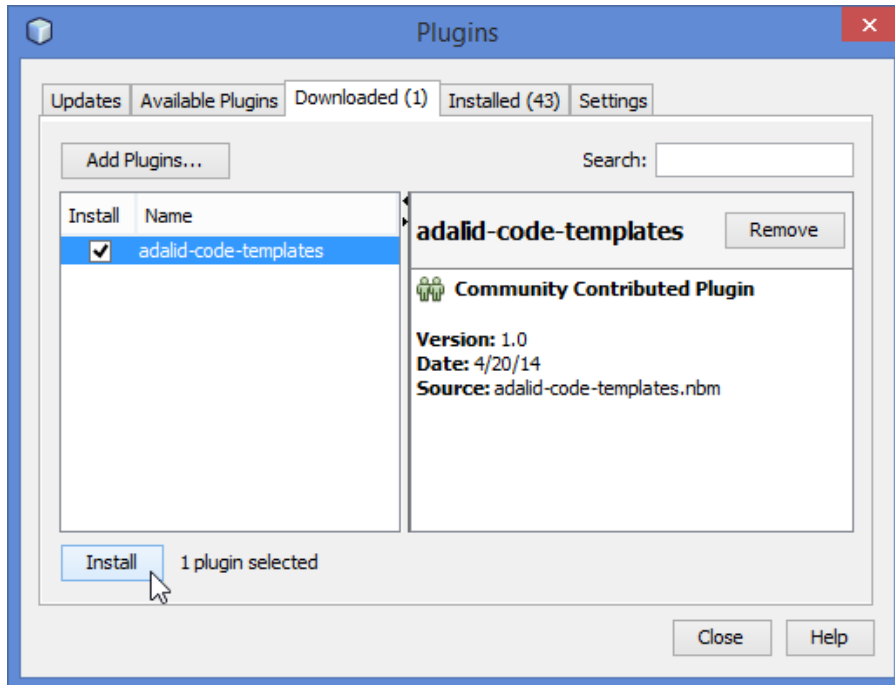 Plugins
Updates Available Plugins Downloaded (1) Installed (43) Settings
Add Plugins... Search:
Install Name
adalid-code-templates
adalid-code-templates Remove
Community Contributed Plugin
Version: 1.0
Date: 4/20/14
Source: adalid-code-templates.nbm
Install 1 plugin selected
Close Help